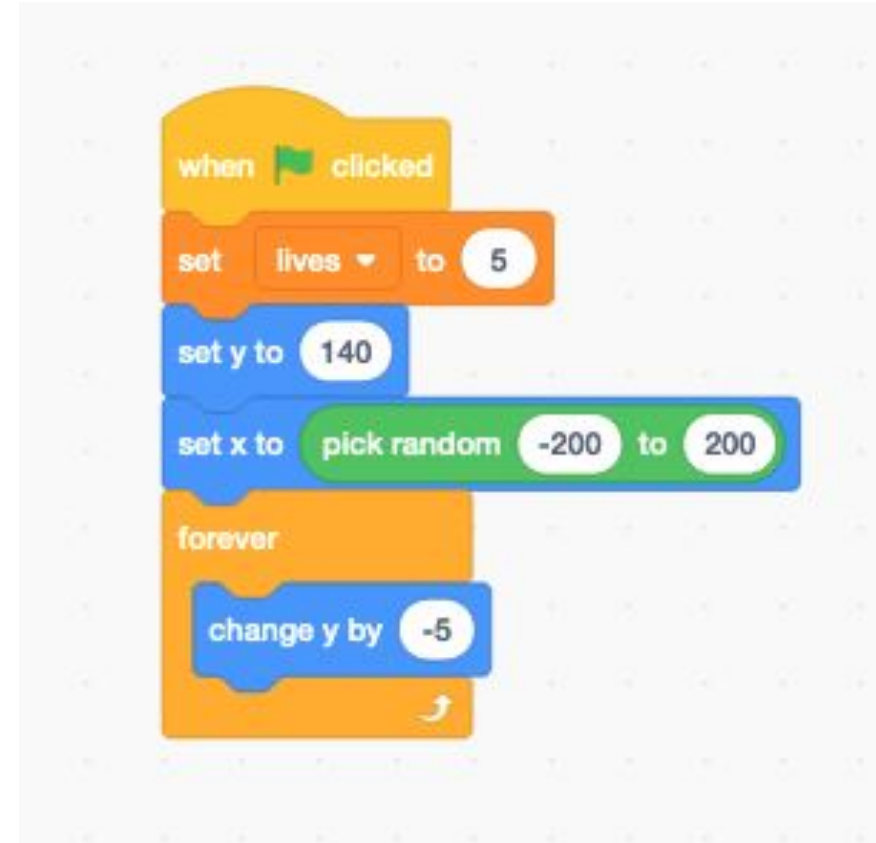 when clicked
set lives to 5
set y to 140
set x to pick random -200 to 200
forever
change y by -5